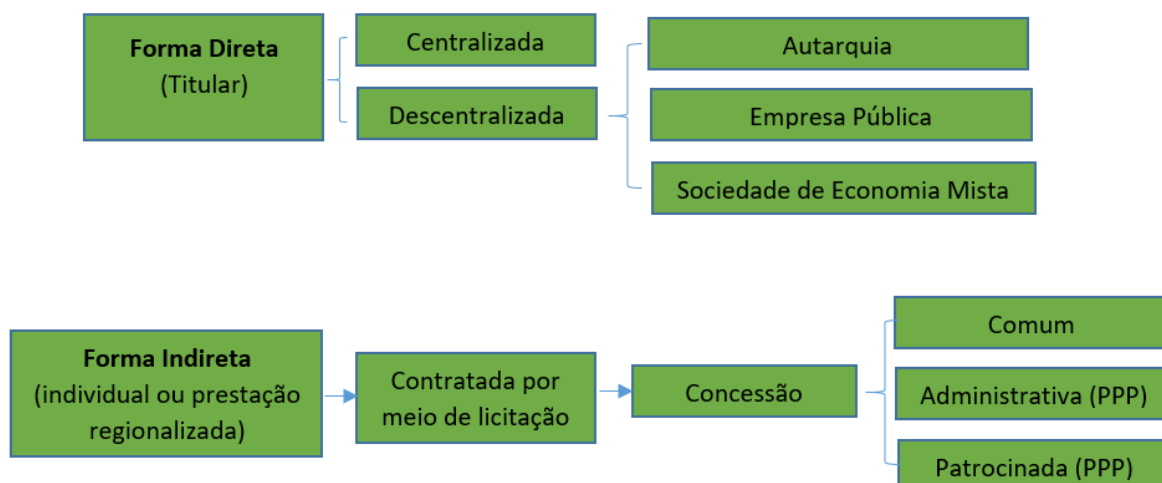 Forma Direta
(Titular)
Centralizada
Descentralizada
Autarquia
Empresa Pública
Sociedade de Economia Mista
Forma Indireta
(individual ou prestação
regionalizada)
Contratada por
meio de licitação
Concessão
Comum
Administrativa (PPP)
Patrocinada (PPP)